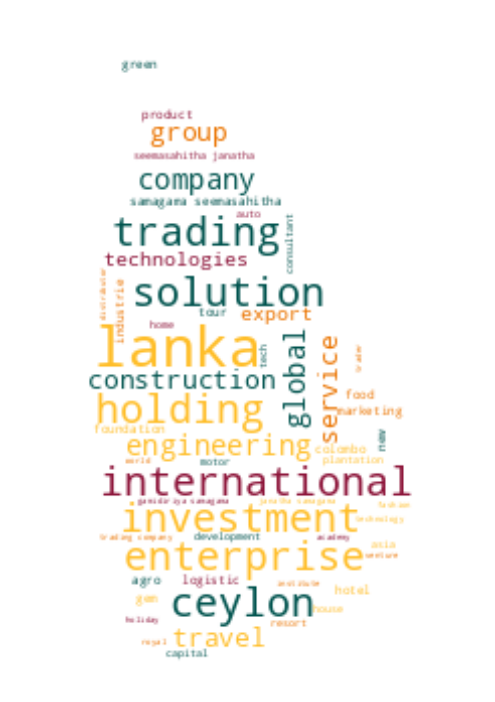 green
product
group
seemasahitha janatha
company
samagama seemasahitha
auto
trading
consultant
technologies
distributor
industrie
solution
tour
export
home
lanka
tech
global
service
trader
construction
holding
food
marketing
foundation
engineering
new
colombo
world
motor
plantation
international
gamidiriya samagama
janatha samagama
investment
fashion
technology
trading company
development
academy
asia
enterprise
venture
agro
logistic
institute
hotel
gem
ceylon
house
holiday
resort
royal
travel
capital